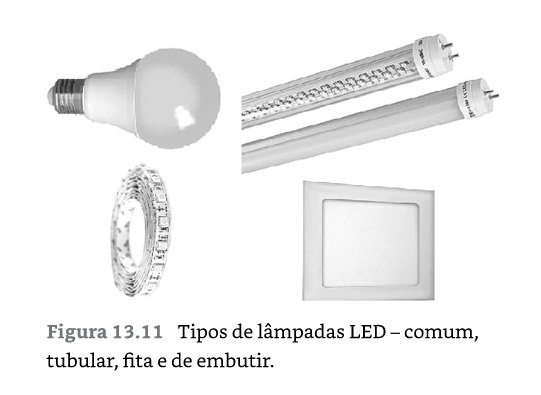 Figura 13.11 Tipos de lâmpadas LED – comum,
tubular, fita e de embutir.